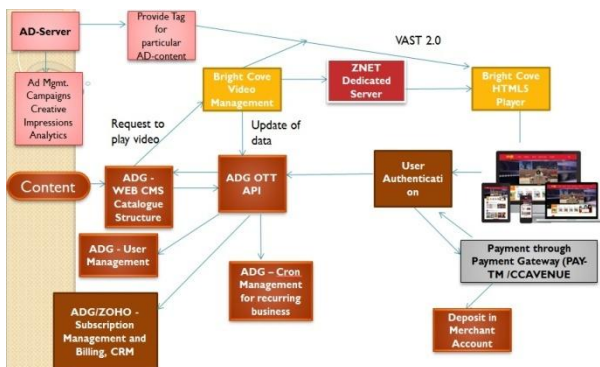 AD-Server
Provide Tag
for
particular
AD-content
VAST 2.0
Ad Mgmt.
Campaigns
Creative
Impressions
Analytics
Bright Cove
Video
Management
ZNET
Dedicated
Server
Bright Cove
HTML5
Player
Request to
play video
Update of
data
Content
ADG -
WEB CMS
Catalogue
Structure
ADG OTT
API
User
Authenticati
on
ADG - User
Management
ADG – Cron
Management
for recurring
business
Payment through
Payment Gateway (PAY-
TM /CCAVENUE
ADG/ZOHO -
Subscription
Management and
Billing, CRM
Deposit in
Merchant
Account